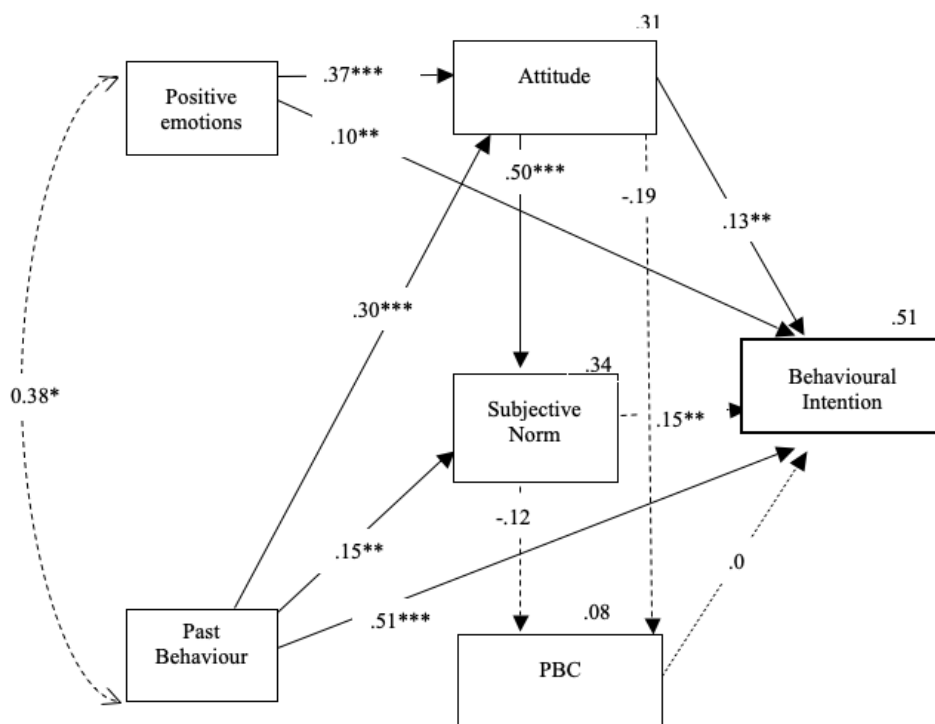 .31
Positive
emotions
.37***
Attitude
.10**
.50***
-.19
.13**
.30***
.51
0.38*
.34
Behavioural
Intention
Subjective
Norm
.15**
-.12
.15**
.0
.51***
.08
Past
Behaviour
PBC